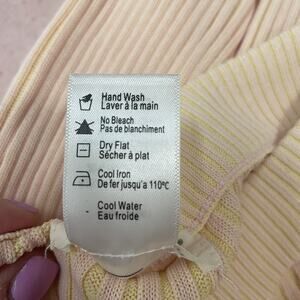 Hand Wash
Laver à la main
No Bleach
Pas de blanchiment
Dry Flat
Sécher à plat
Cool Iron
De fer jusqu'a 110ºC
Cool Water
Eau froide